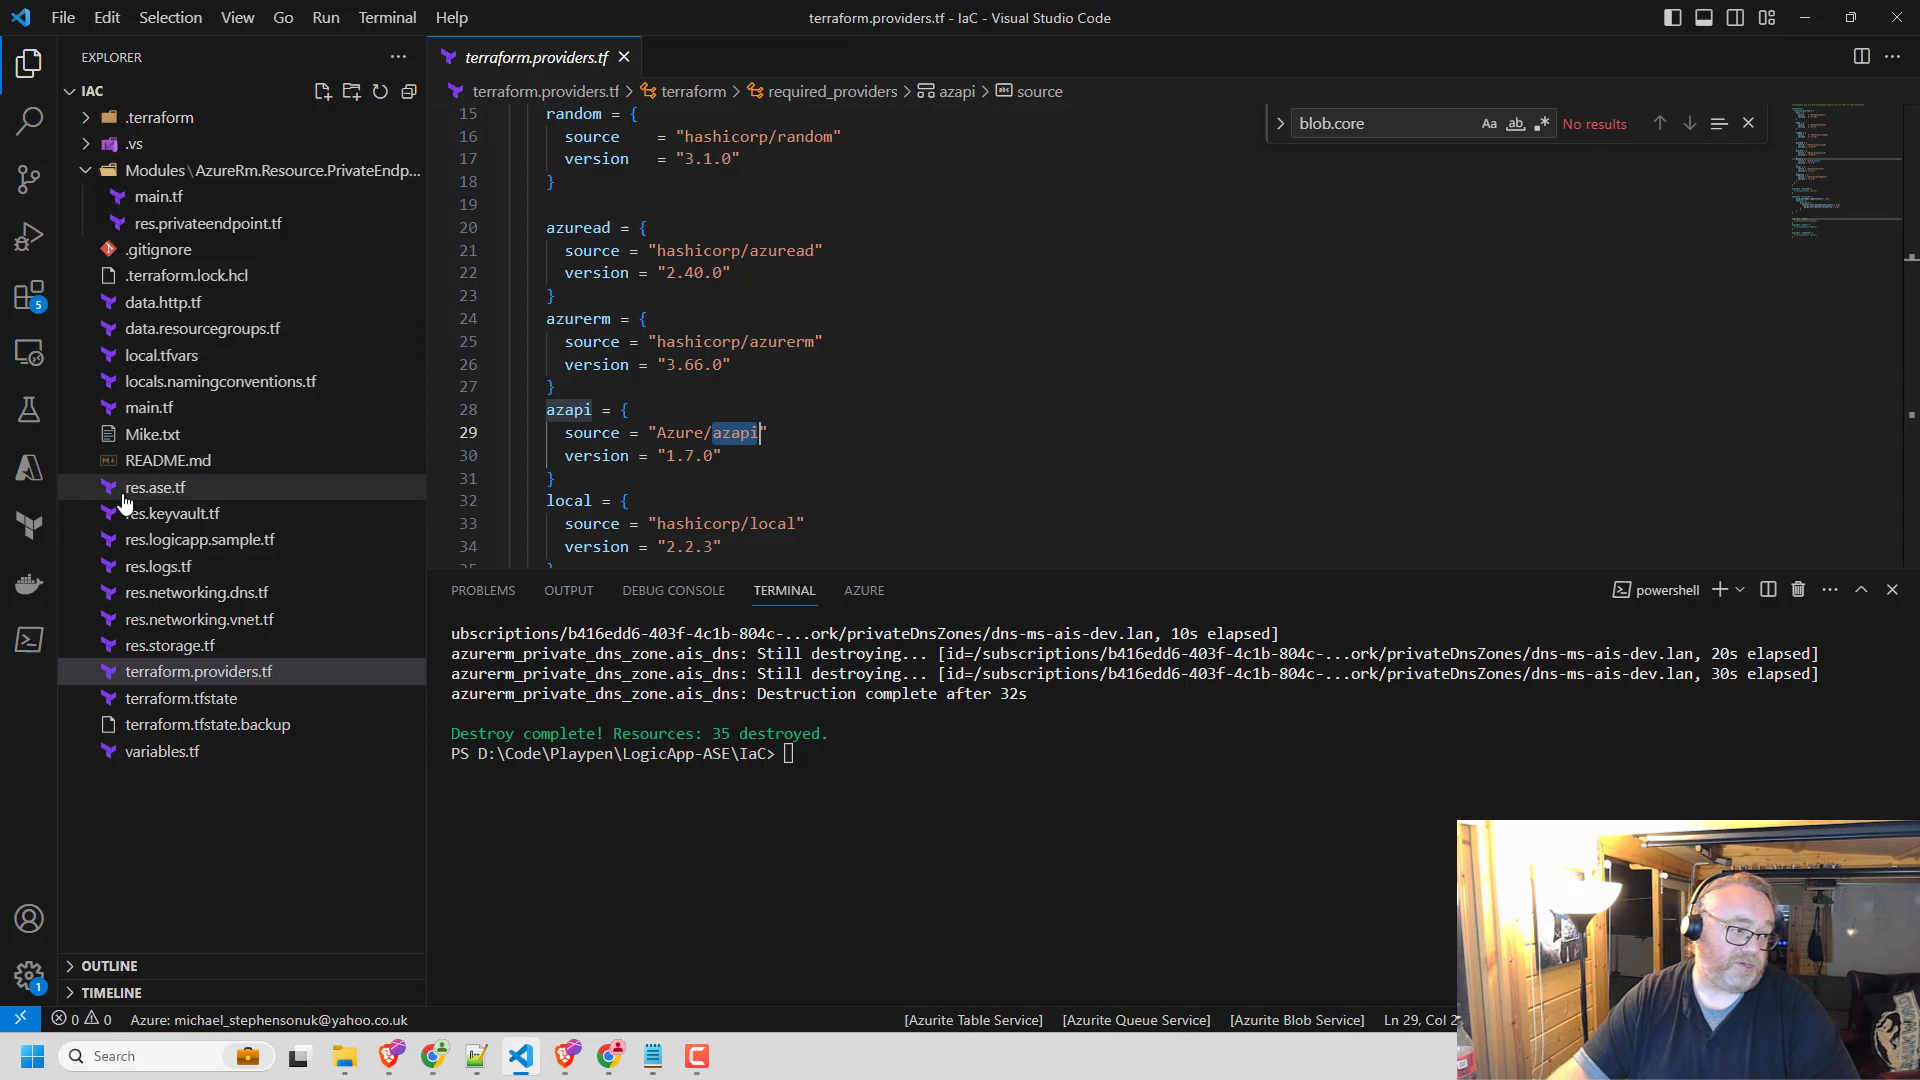 File Edit Selection View Go Run Terminal Help
terraform.providers.tf - IaC - Visual Studio Code
EXPLORER
IAC
.terraform
.vs
Modules\AzureRm.Resource.PrivateEndp...
main.tf
res.privateendpoint.tf
.gitignore
.terraform.lock.hcl
data.http.tf
data.resourcegroups.tf
local.tfvars
locals.namingconventions.tf
main.tf
Mike.txt
README.md
res.ase.tf
res.keyvault.tf
res.logicapp.sample.tf
res.logs.tf
res.networking.dns.tf
res.networking.vnet.tf
res.storage.tf
terraform.providers.tf
terraform.tfstate
terraform.tfstate.backup
variables.tf
OUTLINE
TIMELINE
5
1
terraform.providers.tf
terraform.providers.tf > terraform > required_providers > azapi > source
blob.core
Aa ab No results
15 random = {
16 source = "hashicorp/random"
17 version = "3.1.0"
18 }
19
20 azuread = {
21 source = "hashicorp/azuread"
22 version = "2.40.0"
23 }
24 azurerm = {
25 source = "hashicorp/azurerm"
26 version = "3.66.0"
27 }
28 azapi = {
29 source = "Azure/azapi"
30 version = "1.7.0"
31 }
32 local = {
33 source = "hashicorp/local"
34 version = "2.2.3"
PROBLEMS OUTPUT DEBUG CONSOLE TERMINAL AZURE
powershell
ubscriptions/b416edd6-403f-4c1b-804c-...ork/privateDnsZones/dns-ms-ais-dev.lan, 10s elapsed]
azurerm_private_dns_zone.ais_dns: Still destroying... [id=/subscriptions/b416edd6-403f-4c1b-804c-...ork/privateDnsZones/dns-ms-ais-dev.lan, 20s elapsed]
azurerm_private_dns_zone.ais_dns: Still destroying... [id=/subscriptions/b416edd6-403f-4c1b-804c-...ork/privateDnsZones/dns-ms-ais-dev.lan, 30s elapsed]
azurerm_private_dns_zone.ais_dns: Destruction complete after 32s
Destroy complete! Resources: 35 destroyed.
PS D:\Code\Playpen\LogicApp-ASE\IaC>
0 0 Azure: michael_stephensonuk@yahoo.co.uk
[Azurite Table Service] [Azurite Queue Service] [Azurite Blob Service] Ln 29, Col 2
Search